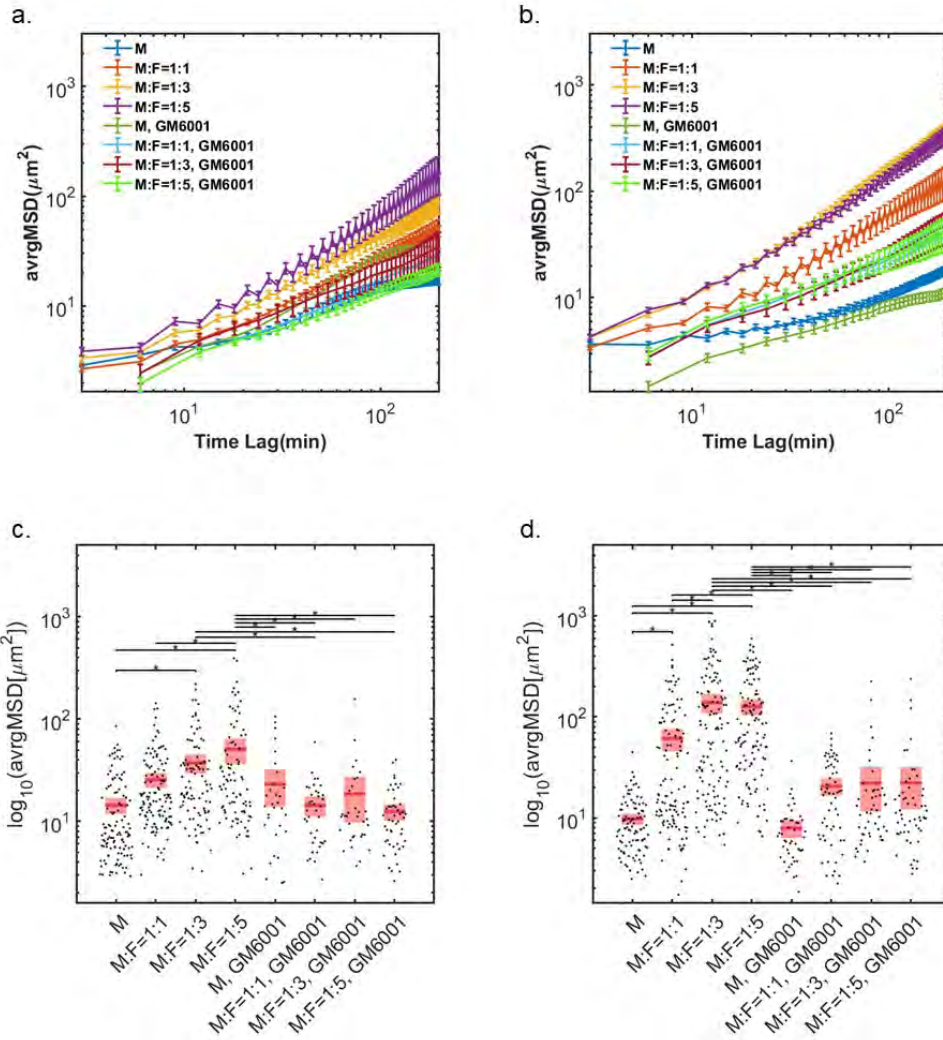 a.
10³
10²
10¹
avrgMSD(μm²)
M
M:F=1:1
M:F=1:3
M:F=1:5
M, GM6001
M:F=1:1, GM6001
M:F=1:3, GM6001
M:F=1:5, GM6001
10¹
10²
Time Lag(min)
b.
10³
10²
10¹
avrgMSD(μm²)
M
M:F=1:1
M:F=1:3
M:F=1:5
M, GM6001
M:F=1:1, GM6001
M:F=1:3, GM6001
M:F=1:5, GM6001
10¹
10²
Time Lag(min)
c.
10³
10²
10¹
log₁₀(avrgMSD[μm²])
M
M:F=1:1
M:F=1:3
M:F=1:5
M, GM6001
M:F=1:1, GM6001
M:F=1:3, GM6001
M:F=1:5, GM6001
d.
10³
10²
10¹
log₁₀(avrgMSD[μm²])
M
M:F=1:1
M:F=1:3
M:F=1:5
M, GM6001
M:F=1:1, GM6001
M:F=1:3, GM6001
M:F=1:5, GM6001